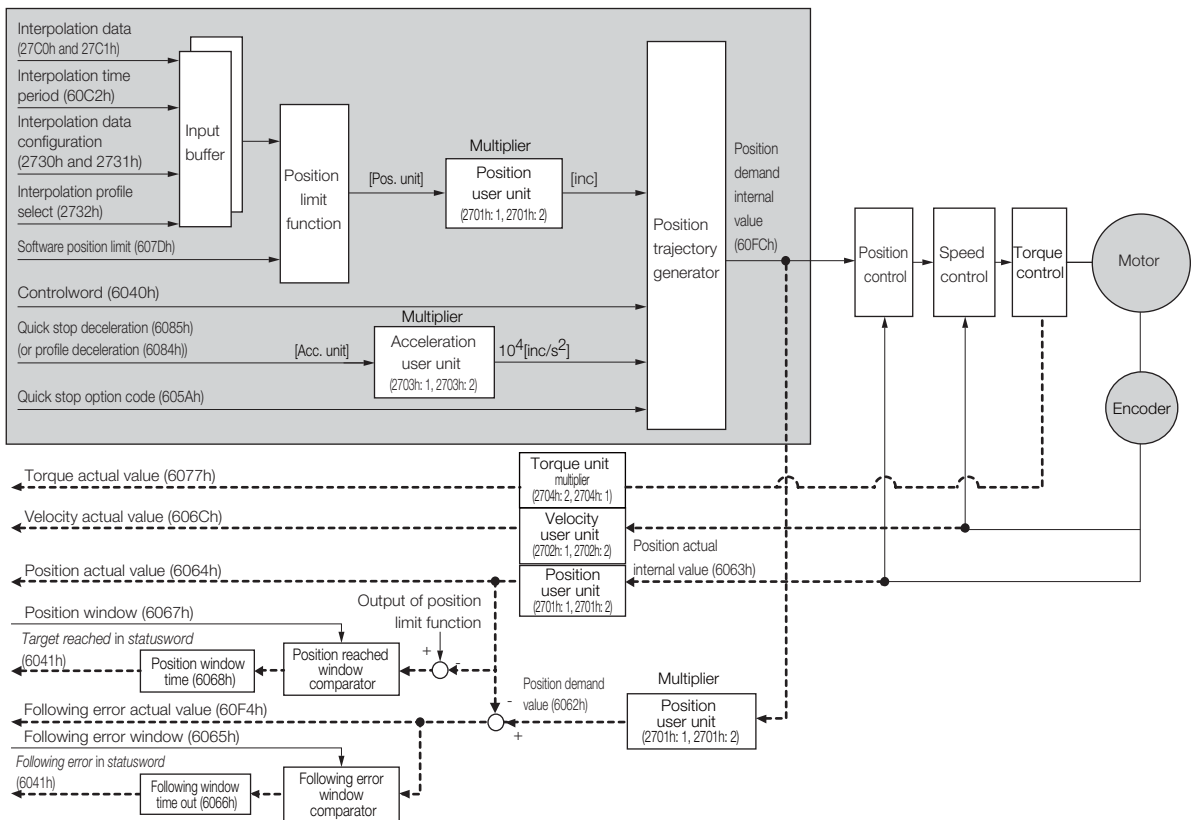 Interpolation data
(27C0h and 27C1h)
Interpolation time
period (60C2h)
Interpolation data
configuration
(2730h and 2731h)
Interpolation profile
select (2732h)
Software position limit (607Dh)
Controlword (6040h)
Quick stop deceleration (6085h)
(or profile deceleration (6084h))
Quick stop option code (605Ah)
Input
buffer
Position
limit
function
[Pos. unit]
Multiplier
Position
user unit
(2701h: 1, 2701h: 2)
[inc]
[Acc. unit]
Multiplier
Acceleration
user unit
(2703h: 1, 2703h: 2)
10⁴[inc/s²]
Position
trajectory
generator
Position
demand
internal
value
(60FCh)
Position
control
Speed
control
Torque
control
Motor
Encoder
Torque actual value (6077h)
Torque unit
multiplier
(2704h: 2, 2704h: 1)
Velocity actual value (606Ch)
Velocity
user unit
(2702h: 1, 2702h: 2)
Position actual
internal value (6063h)
Position actual value (6064h)
Position
user unit
(2701h: 1, 2701h: 2)
Position window (6067h)
Output of position
limit function
Target reached in statusword
(6041h)
Position window
time (6068h)
Position reached
window
comparator
+
-
Following error actual value (60F4h)
-
+
Position demand
value (6062h)
Multiplier
Position
user unit
(2701h: 1, 2701h: 2)
Following error window (6065h)
Following error in statusword
(6041h)
Following window
time out (6066h)
Following error
window
comparator